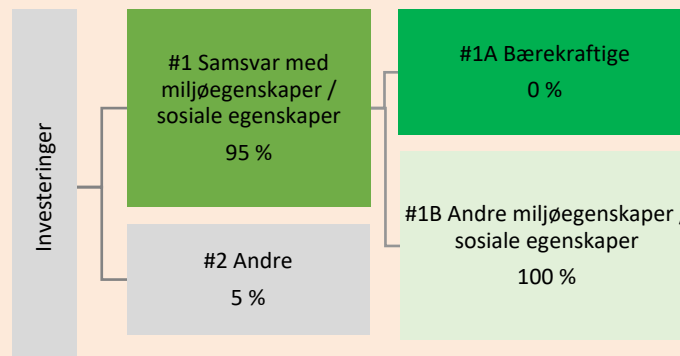 Investeringer
#1 Samsvar med
miljøegenskaper /
sosiale egenskaper
95 %
#2 Andre
5 %
#1A Bærekraftige
0 %
#1B Andre miljøegenskaper /
sosiale egenskaper
100 %